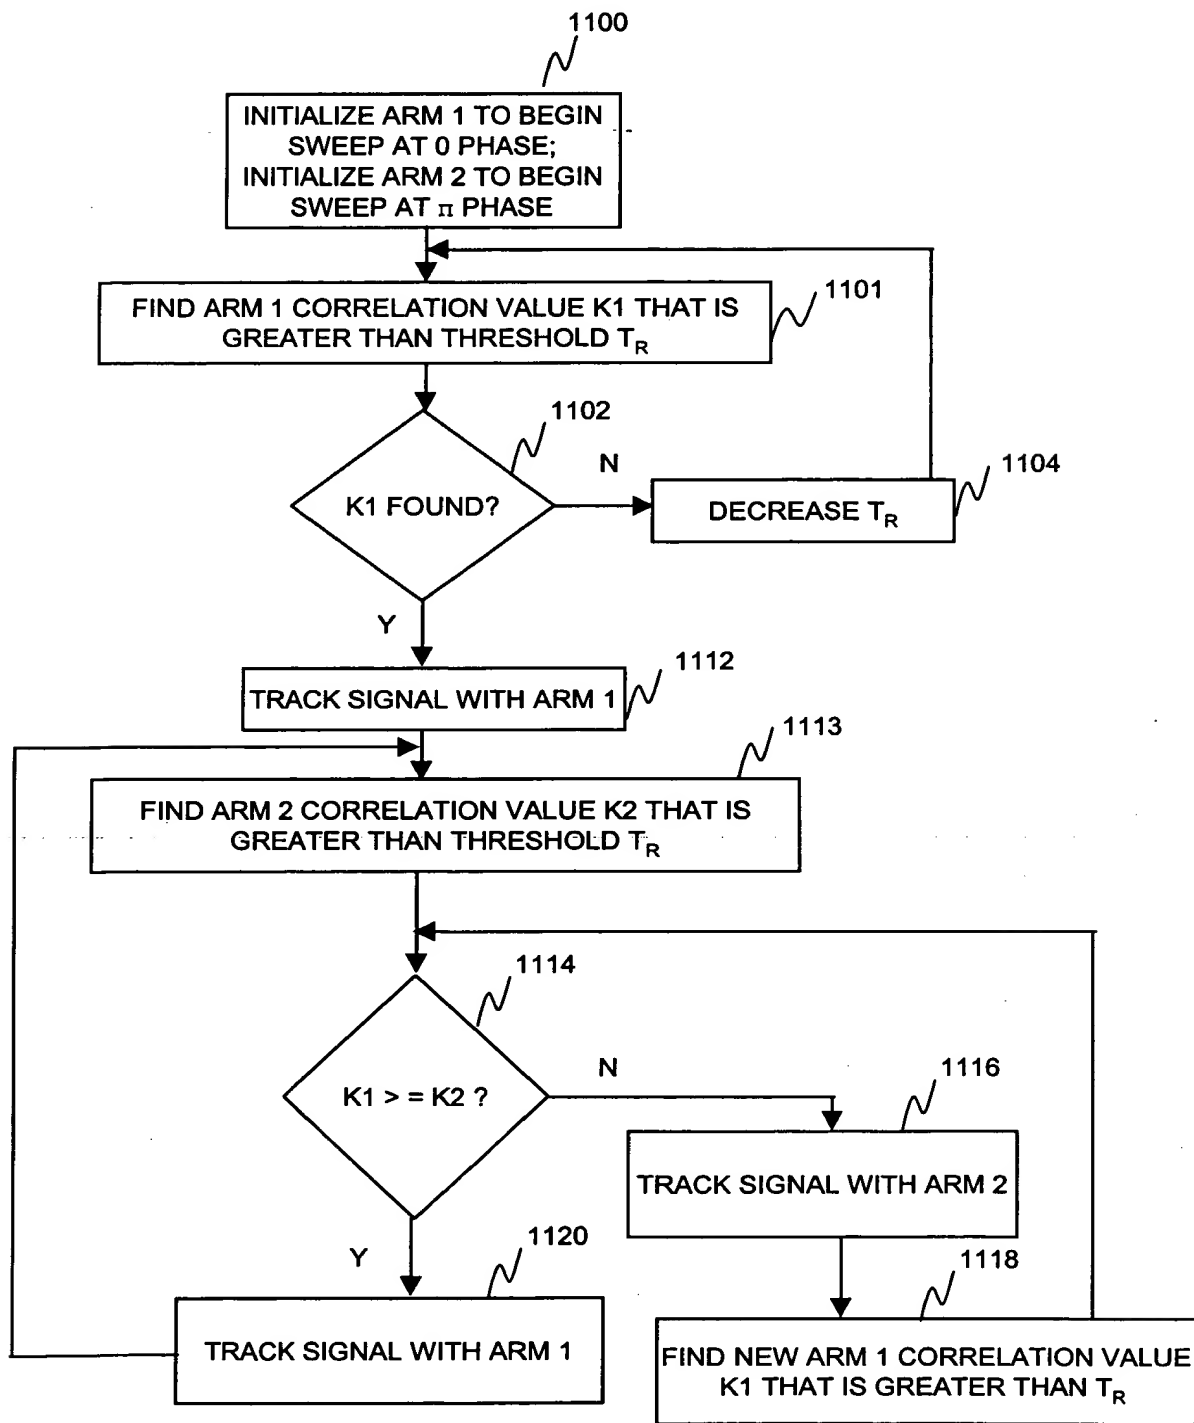 1100
INITIALIZE ARM 1 TO BEGIN
SWEEP AT 0 PHASE;
INITIALIZE ARM 2 TO BEGIN
SWEEP AT π PHASE
1101
FIND ARM 1 CORRELATION VALUE K1 THAT IS
GREATER THAN THRESHOLD TR
1102
K1 FOUND?
N
1104
DECREASE TR
Y
1112
TRACK SIGNAL WITH ARM 1
1113
FIND ARM 2 CORRELATION VALUE K2 THAT IS
GREATER THAN THRESHOLD TR
1114
K1 > = K2 ?
N
1116
TRACK SIGNAL WITH ARM 2
Y
1120
TRACK SIGNAL WITH ARM 1
1118
FIND NEW ARM 1 CORRELATION VALUE
K1 THAT IS GREATER THAN TR